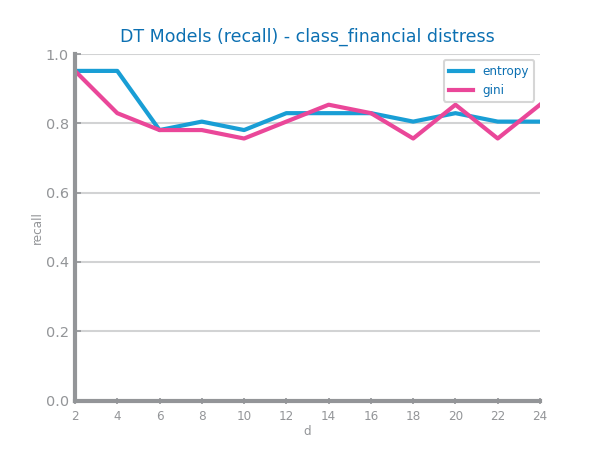 DT Models (recall) - class_financial distress
1.0
0.8
0.6
0.4
0.2
0.0
recall
entropy
gini
2 4 6 8 10 12 14 16 18 20 22 24
d